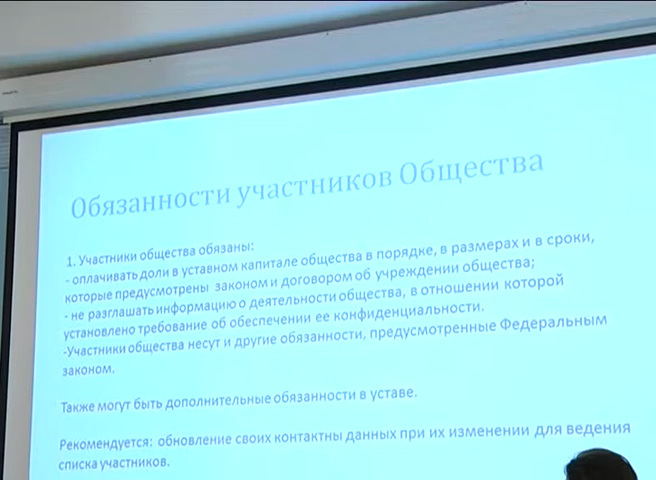 Обязанности участников Общества
1. Участники общества обязаны:
- оплачивать доли в уставном капитале общества в порядке, в размерах и в сроки,
которые предусмотрены законом и договором об учреждении общества;
- не разглашать информацию о деятельности общества, в отношении которой
установлено требование об обеспечении ее конфиденциальности.
-Участники общества несут и другие обязанности, предусмотренные Федеральным
законом.
Также могут быть дополнительные обязанности в уставе.
Рекомендуется: обновление своих контактны данных при их изменении для ведения
списка участников.